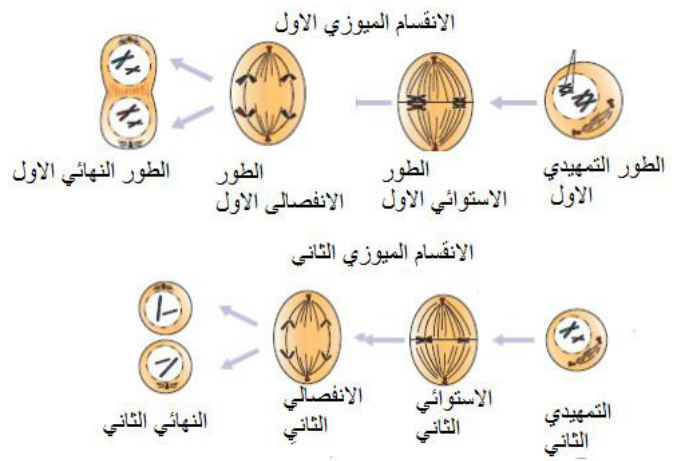 الانقسام الميوزي الاول
الطور التمهيدي
الاول
الطور
الاستوائي الاول
الطور
الانفصالي الاول
الطور النهائي الاول
الانقسام الميوزي الثاني
التمهيدي
الثاني
الاستوائي
الثاني
الانفصالي
الثاني
النهائي الثاني